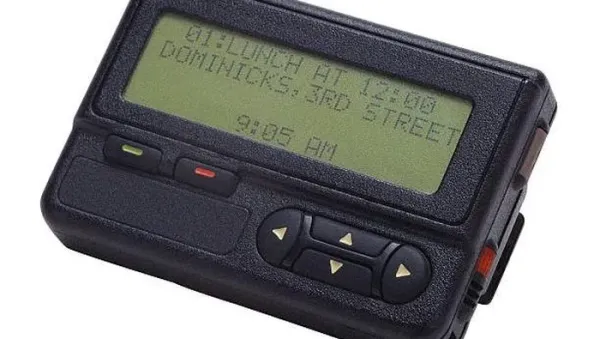 01:LUNCH AT 12:00
DOMINICKS,3RD STREET
9:05 AM